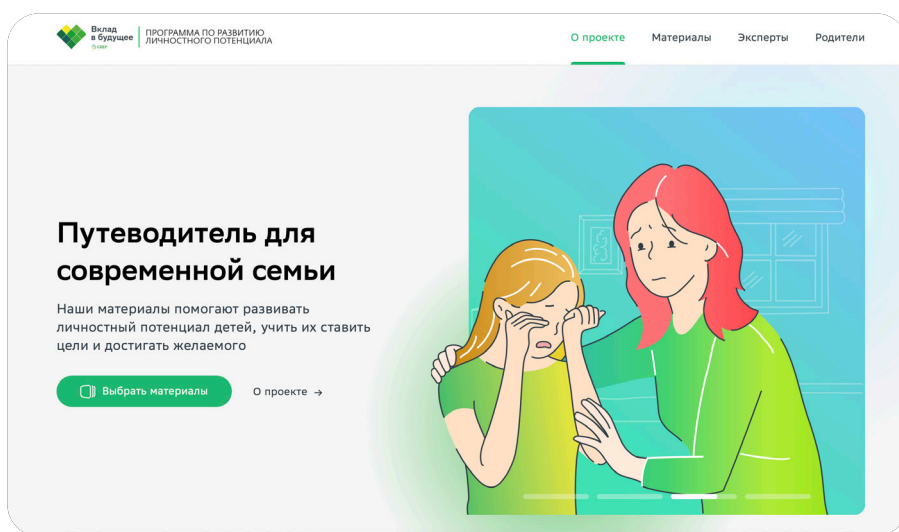 Вклад
в будущее
СБЕР
ПРОГРАММА ПО РАЗВИТИЮ
ЛИЧНОСТНОГО ПОТЕНЦИАЛА
О проекте
Материалы
Эксперты
Родители
Путеводитель для
современной семьи
Наши материалы помогают развивать
личностный потенциал детей, учить их ставить
цели и достигать желаемого
Выбрать материалы
О проекте →